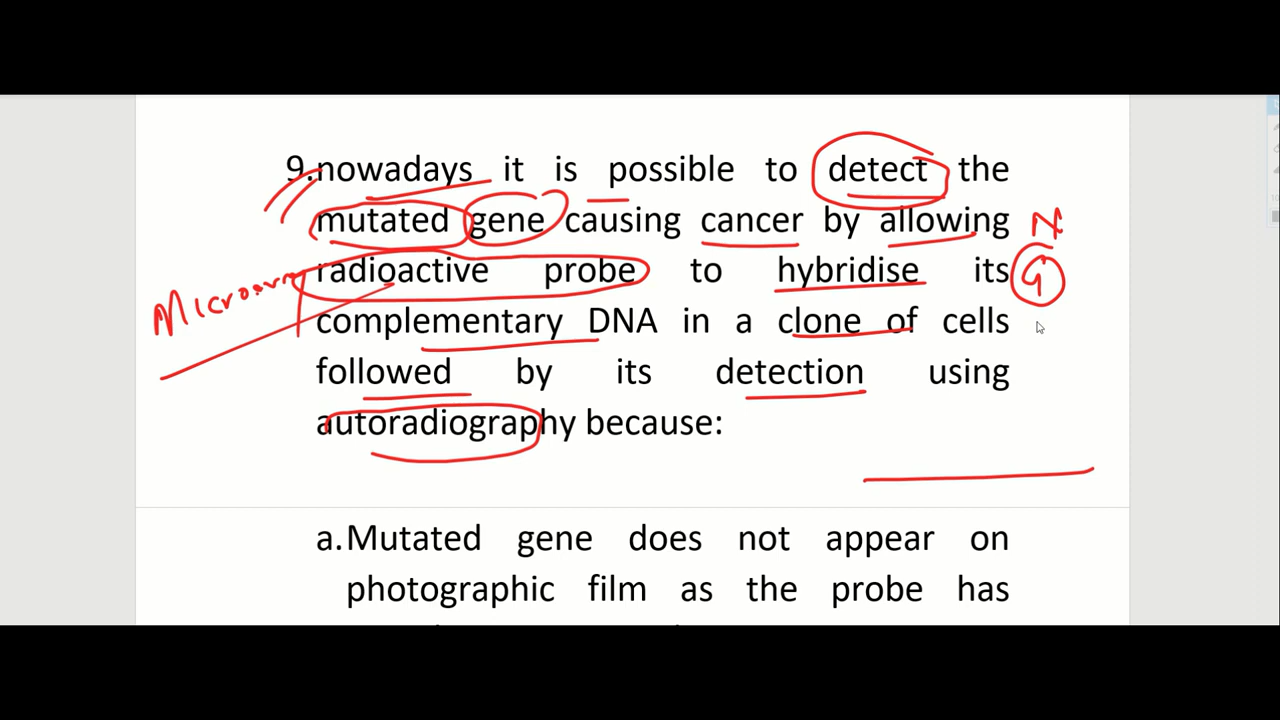 9.nowadays it is possible to detect the
mutated gene causing cancer by allowing N
radioactive probe to hybridise its G
complementary DNA in a clone of cells
followed by its detection using
autoradiography because:
a.Mutated gene does not appear on
photographic film as the probe has